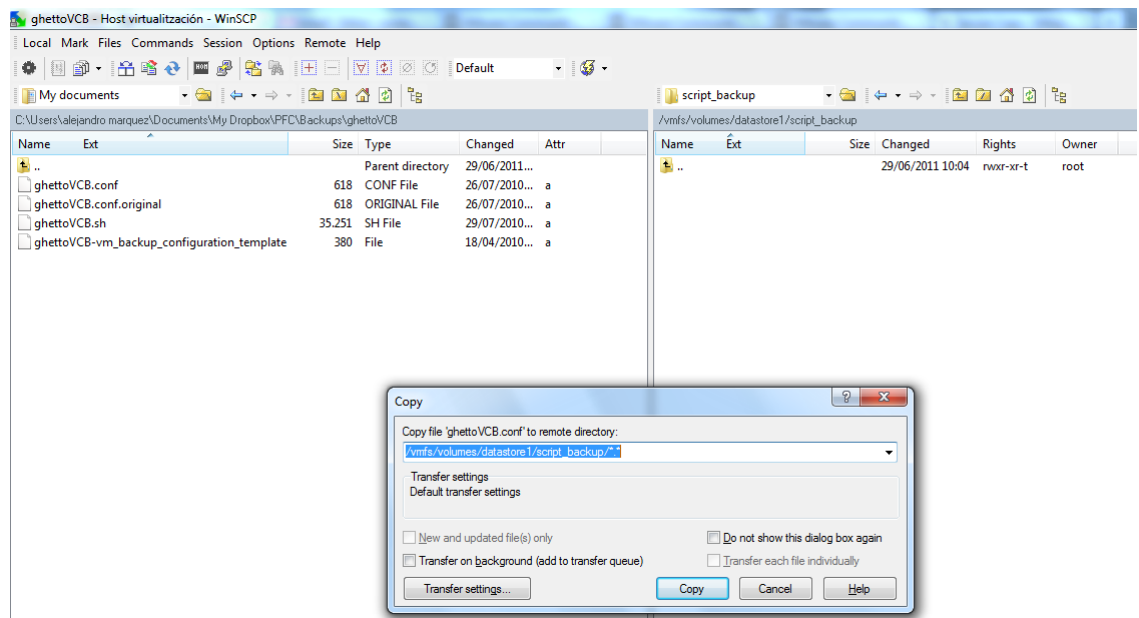 ghettoVCB - Host virtualitzación - WinSCP
Local Mark Files Commands Session Options Remote Help
Default
My documents
script_backup
C:\Users\alejandro marquez\Documents\My Dropbox\PFC\Backups\ghettoVCB
/vmfs/volumes/datastore1/script_backup
Name Ext Size Type Changed Attr
Name Ext Size Changed Rights Owner
.. Parent directory 29/06/2011...
.. 29/06/2011 10:04 rwxr-xr-t root
ghettoVCB.conf 618 CONF File 26/07/2010... a
ghettoVCB.conf.original 618 ORIGINAL File 26/07/2010... a
ghettoVCB.sh 35.251 SH File 29/07/2010... a
ghettoVCB-vm_backup_configuration_template 380 File 18/04/2010... a
Copy
Copy file 'ghettoVCB.conf' to remote directory:
/vmfs/volumes/datastore1/script_backup/*.*
Transfer settings
Default transfer settings
New and updated file(s) only
Do not show this dialog box again
Transfer on background (add to transfer queue)
Transfer each file individually
Transfer settings...
Copy
Cancel
Help